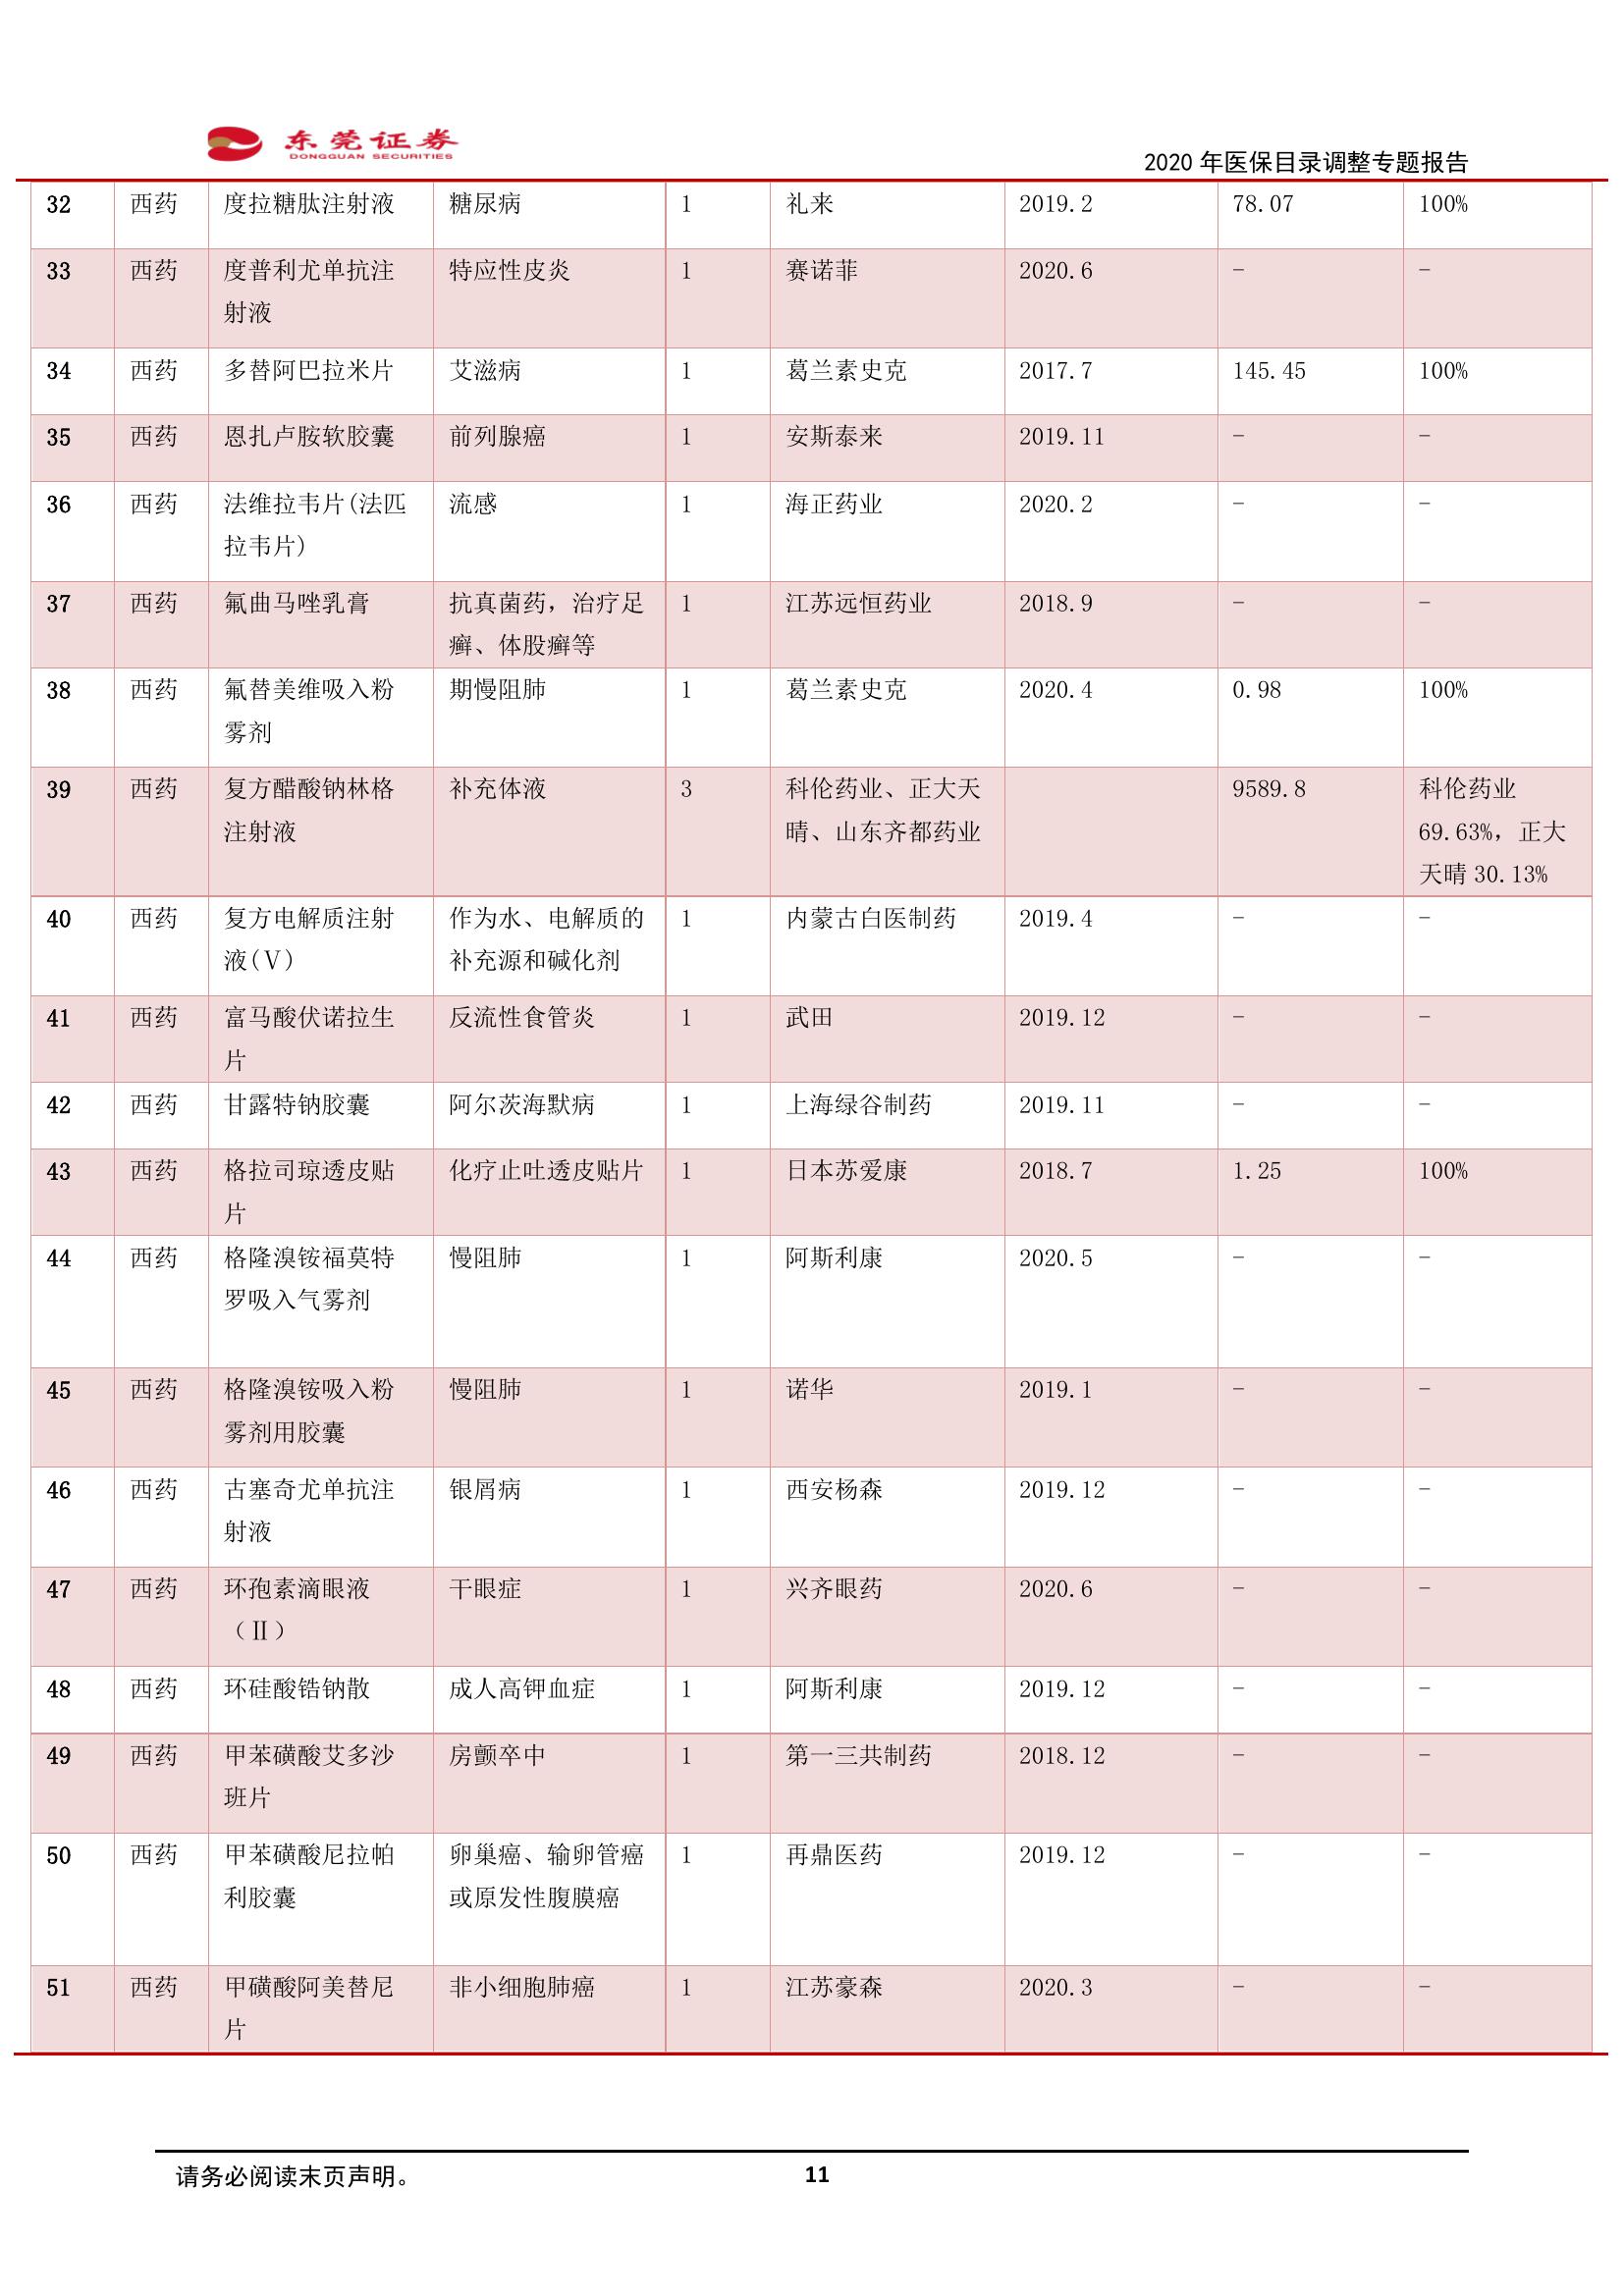 东莞证券
DONGGUAN SECURITIES
2020 年医保目录调整专题报告
32 西药 度拉糖肽注射液 糖尿病 1 礼来 2019.2 78.07 100%
33 西药 度普利尤单抗注 特应性皮炎 1 赛诺菲 2020.6 - -
射液
34 西药 多替阿巴拉米片 艾滋病 1 葛兰素史克 2017.7 145.45 100%
35 西药 恩扎卢胺软胶囊 前列腺癌 1 安斯泰来 2019.11 - -
36 西药 法维拉韦片(法匹 流感 1 海正药业 2020.2 - -
拉韦片)
37 西药 氟曲马唑乳膏 抗真菌药，治疗足 1 江苏远恒药业 2018.9 - -
癣、体股癣等
38 西药 氟替美维吸入粉 期慢阻肺 1 葛兰素史克 2020.4 0.98 100%
雾剂
39 西药 复方醋酸钠林格 补充体液 3 科伦药业、正大天 9589.8 科伦药业
注射液 晴、山东齐都药业 69.63%，正大
天晴 30.13%
40 西药 复方电解质注射 作为水、电解质的 1 内蒙古白医制药 2019.4 - -
液(Ⅴ) 补充源和碱化剂
41 西药 富马酸伏诺拉生 反流性食管炎 1 武田 2019.12 - -
片
42 西药 甘露特钠胶囊 阿尔茨海默病 1 上海绿谷制药 2019.11 - -
43 西药 格拉司琼透皮贴 化疗止吐透皮贴片 1 日本苏爱康 2018.7 1.25 100%
片
44 西药 格隆溴铵福莫特 慢阻肺 1 阿斯利康 2020.5 - -
罗吸入气雾剂
45 西药 格隆溴铵吸入粉 慢阻肺 1 诺华 2019.1 - -
雾剂用胶囊
46 西药 古塞奇尤单抗注 银屑病 1 西安杨森 2019.12 - -
射液
47 西药 环孢素滴眼液 干眼症 1 兴齐眼药 2020.6 - -
（Ⅱ）
48 西药 环硅酸锆钠散 成人高钾血症 1 阿斯利康 2019.12 - -
49 西药 甲苯磺酸艾多沙 房颤卒中 1 第一三共制药 2018.12 - -
班片
50 西药 甲苯磺酸尼拉帕 卵巢癌、输卵管癌 1 再鼎医药 2019.12 - -
利胶囊 或原发性腹膜癌
51 西药 甲磺酸阿美替尼 非小细胞肺癌 1 江苏豪森 2020.3 - -
片
请务必阅读末页声明。 11